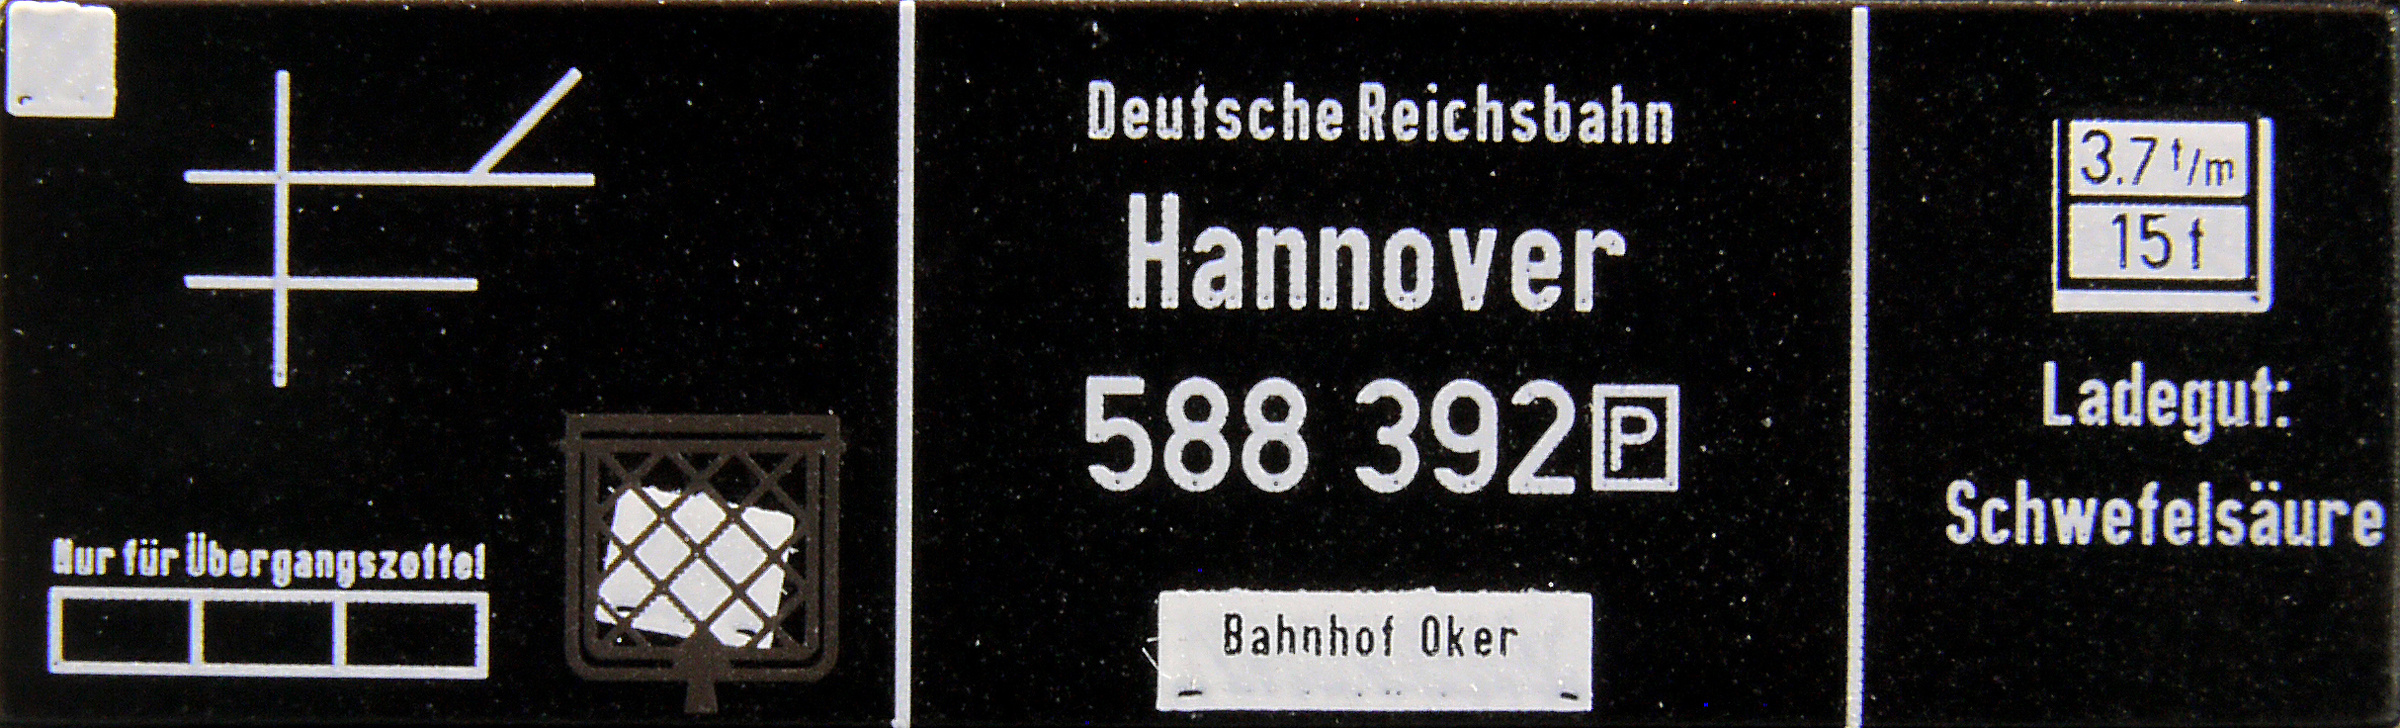 Nur für Übergangszettel
Deutsche Reichsbahn
Hannover
588 392 P
Bahnhof Oker
3.7 t/m
15 t
Ladegut:
Schwefelsäure